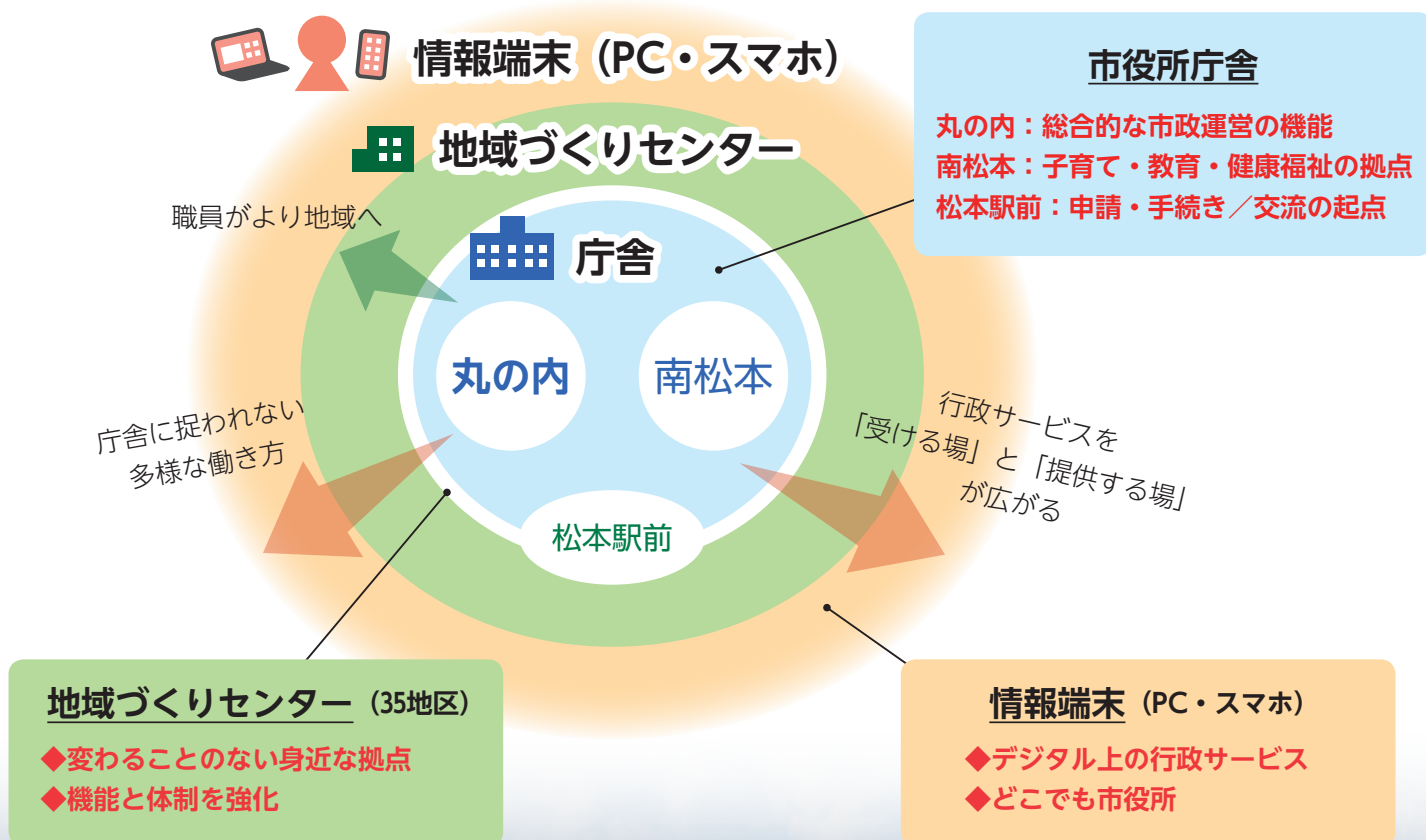 情報端末（PC・スマホ）
地域づくりセンター
職員がより地域へ
庁舎
丸の内
南松本
松本駅前
庁舎に捉われない
多様な働き方
行政サービスを
「受ける場」と「提供する場」
が広がる
市役所庁舎
丸の内：総合的な市政運営の機能
南松本：子育て・教育・健康福祉の拠点
松本駅前：申請・手続き／交流の起点
地域づくりセンター（35地区）
◆変わることのない身近な拠点
◆機能と体制を強化
情報端末（PC・スマホ）
◆デジタル上の行政サービス
◆どこでも市役所